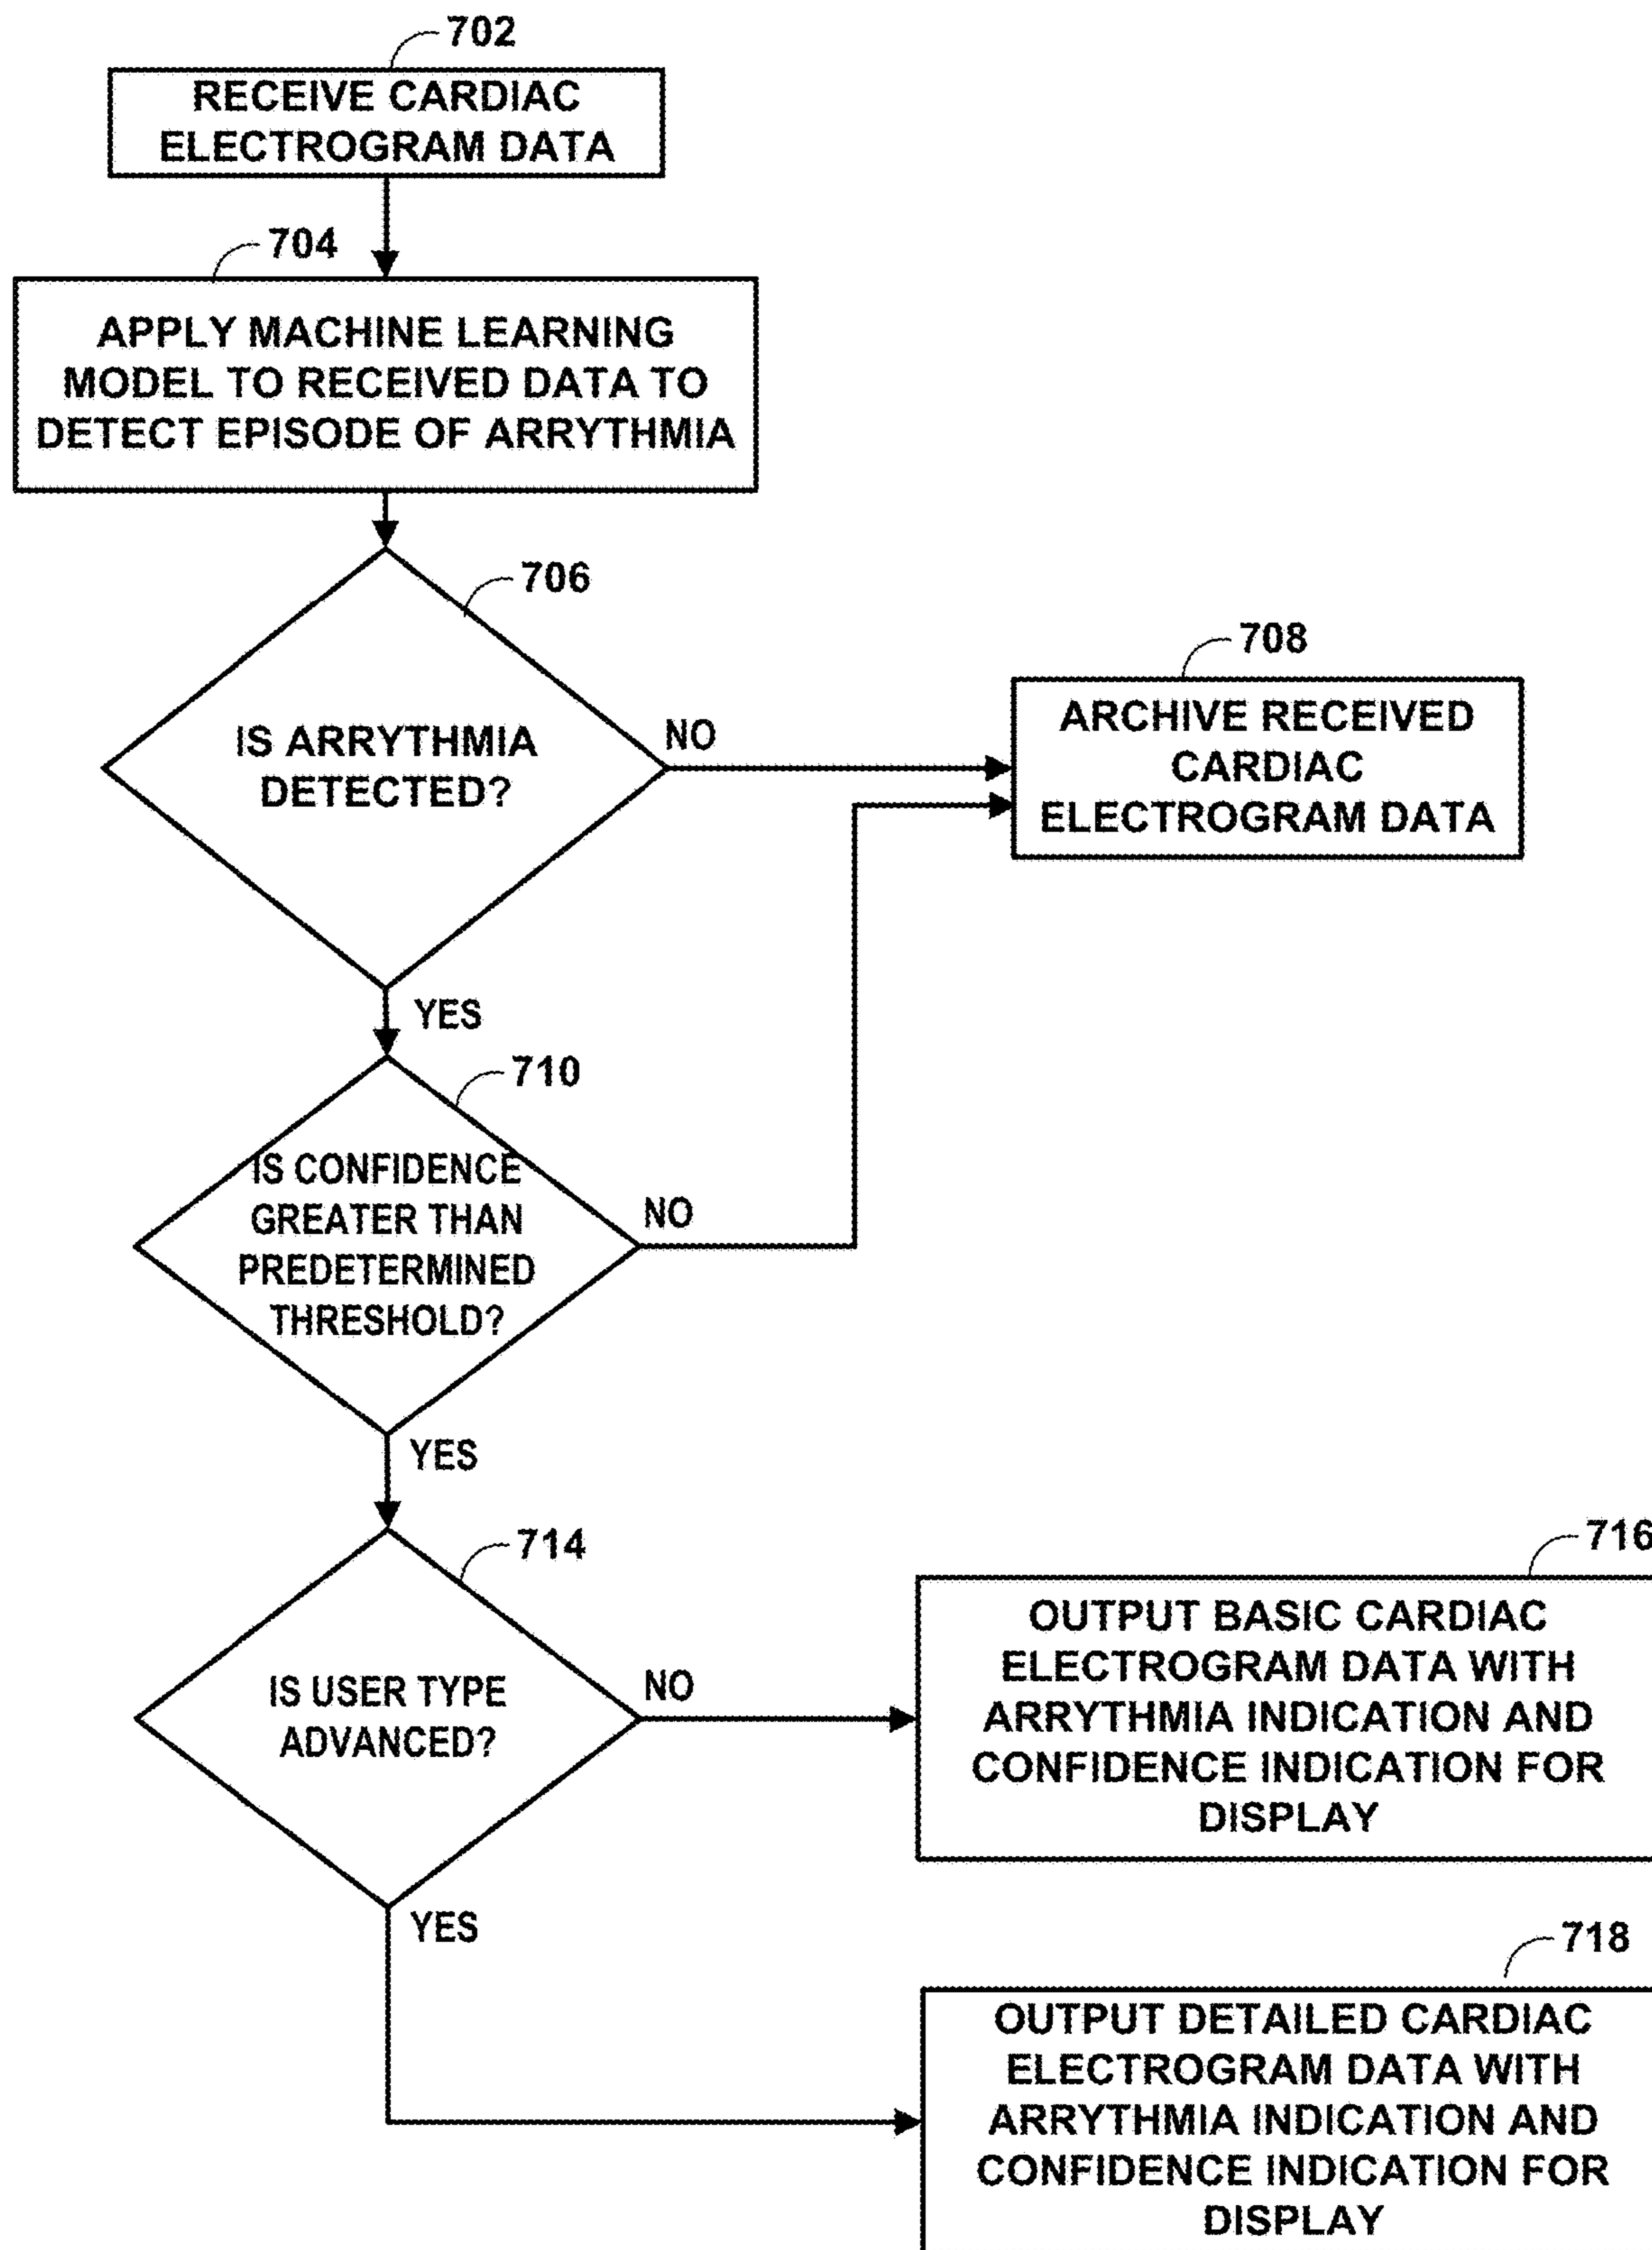 702
RECEIVE CARDIAC
ELECTROGRAM DATA
704
APPLY MACHINE LEARNING
MODEL TO RECEIVED DATA TO
DETECT EPISODE OF ARRYTHMIA
706
IS ARRYTHMIA
DETECTED?
NO
708
ARCHIVE RECEIVED
CARDIAC
ELECTROGRAM DATA
YES
710
IS CONFIDENCE
GREATER THAN
PREDETERMINED
THRESHOLD?
NO
YES
714
IS USER TYPE
ADVANCED?
NO
716
OUTPUT BASIC CARDIAC
ELECTROGRAM DATA WITH
ARRYTHMIA INDICATION AND
CONFIDENCE INDICATION FOR
DISPLAY
YES
718
OUTPUT DETAILED CARDIAC
ELECTROGRAM DATA WITH
ARRYTHMIA INDICATION AND
CONFIDENCE INDICATION FOR
DISPLAY